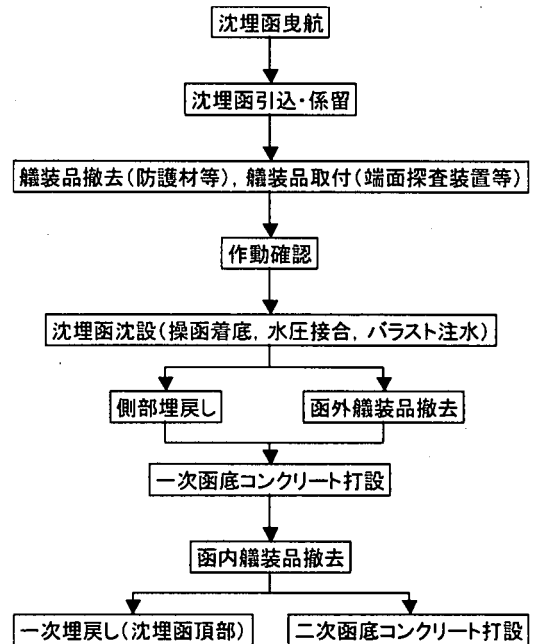 沈埋函曳航
沈埋函引込・係留
艤装品撤去(防護材等), 艤装品取付(端面探査装置等)
作動確認
沈埋函沈設(操函着底, 水圧接合, バラスト注水)
側部埋戻し
函外艤装品撤去
一次函底コンクリート打設
函内艤装品撤去
一次埋戻し(沈埋函頂部)
二次函底コンクリート打設